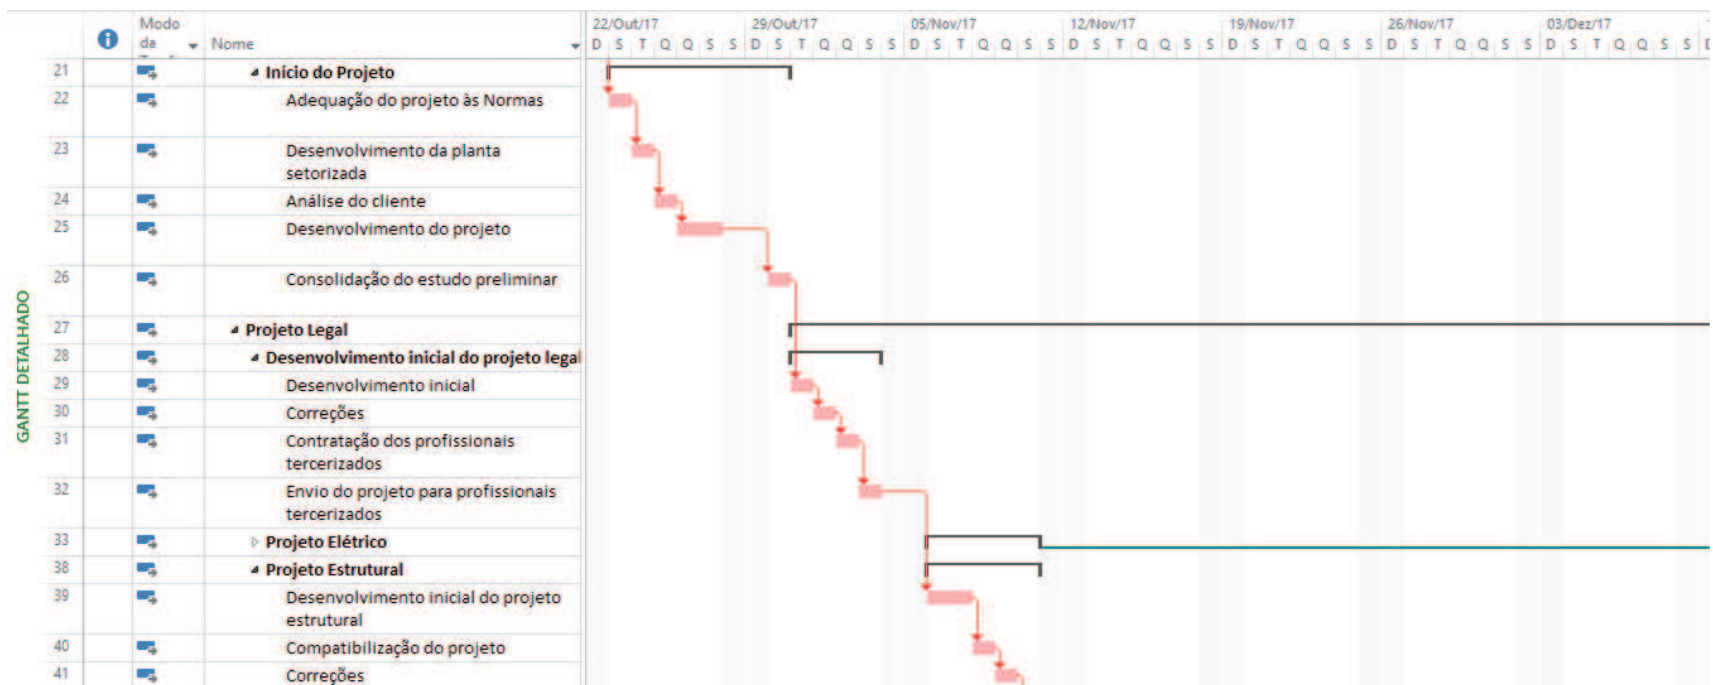 Modo
da
Nome
22/Out/17 29/Out/17 05/Nov/17 12/Nov/17 19/Nov/17 26/Nov/17 03/Dez/17
D S T Q Q S S D S T Q Q S S D S T Q Q S S D S T Q Q S S D S T Q Q S S D S T Q Q S S D S T Q Q S S D
21 Início do Projeto
22 Adequação do projeto às Normas
23 Desenvolvimento da planta
setorizada
24 Análise do cliente
25 Desenvolvimento do projeto
26 Consolidação do estudo preliminar
27 Projeto Legal
28 Desenvolvimento inicial do projeto legal
29 Desenvolvimento inicial
30 Correções
31 Contratação dos profissionais
tercerizados
32 Envio do projeto para profissionais
tercerizados
33 Projeto Elétrico
38 Projeto Estrutural
39 Desenvolvimento inicial do projeto
estrutural
40 Compatibilização do projeto
41 Correções
GANTT DETALHADO